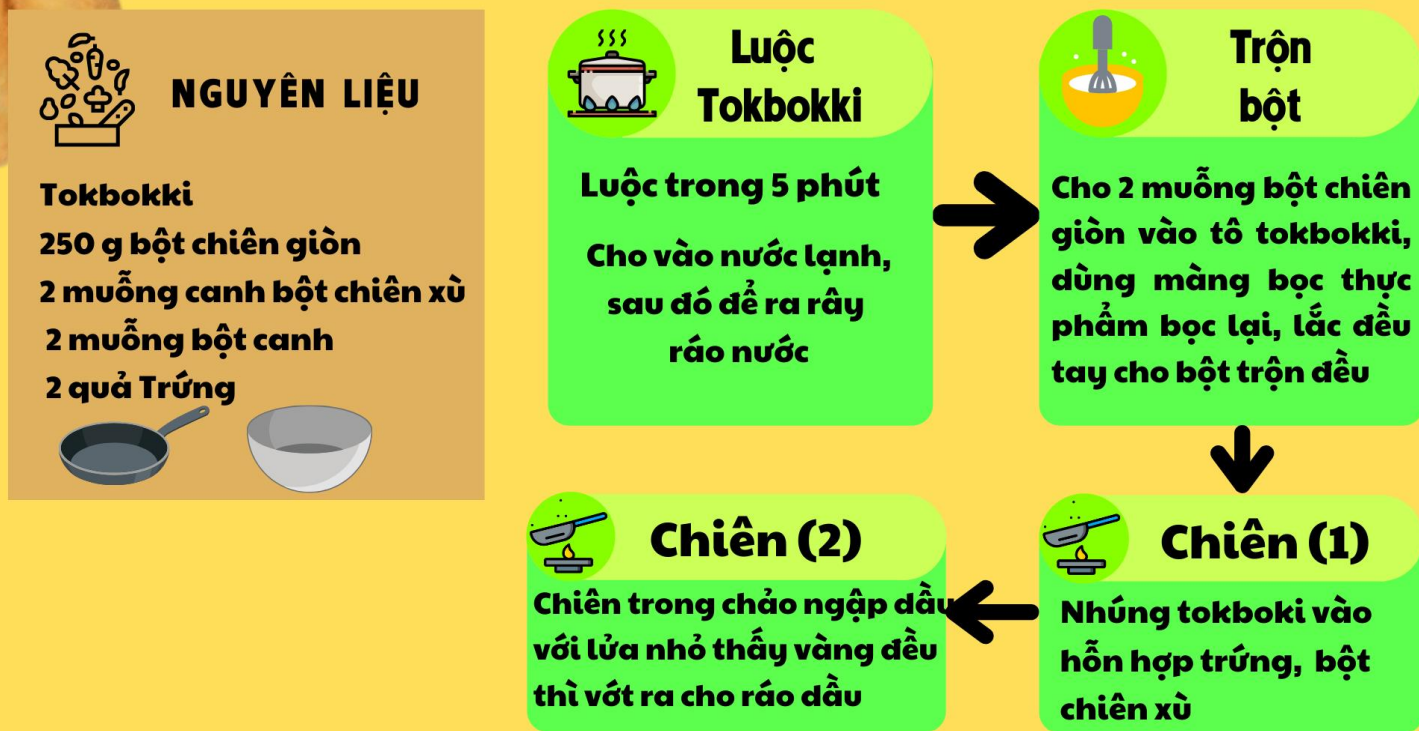 NGUYÊN LIỆU
Tokbokki
250 g bột chiên giòn
2 muỗng canh bột chiên xù
2 muỗng bột canh
2 quả Trứng
Luộc
Tokbokki
Luộc trong 5 phút
Cho vào nước lạnh,
sau đó để ra rây
ráo nước
Trộn
bột
Cho 2 muỗng bột chiên
giòn vào tô tokbokki,
dùng màng bọc thực
phẩm bọc lại, lắc đều
tay cho bột trộn đều
Chiên (1)
Nhúng tokboki vào
hỗn hợp trứng, bột
chiên xù
Chiên (2)
Chiên trong chảo ngập dầu
với lửa nhỏ thấy vàng đều
thì vớt ra cho ráo dầu